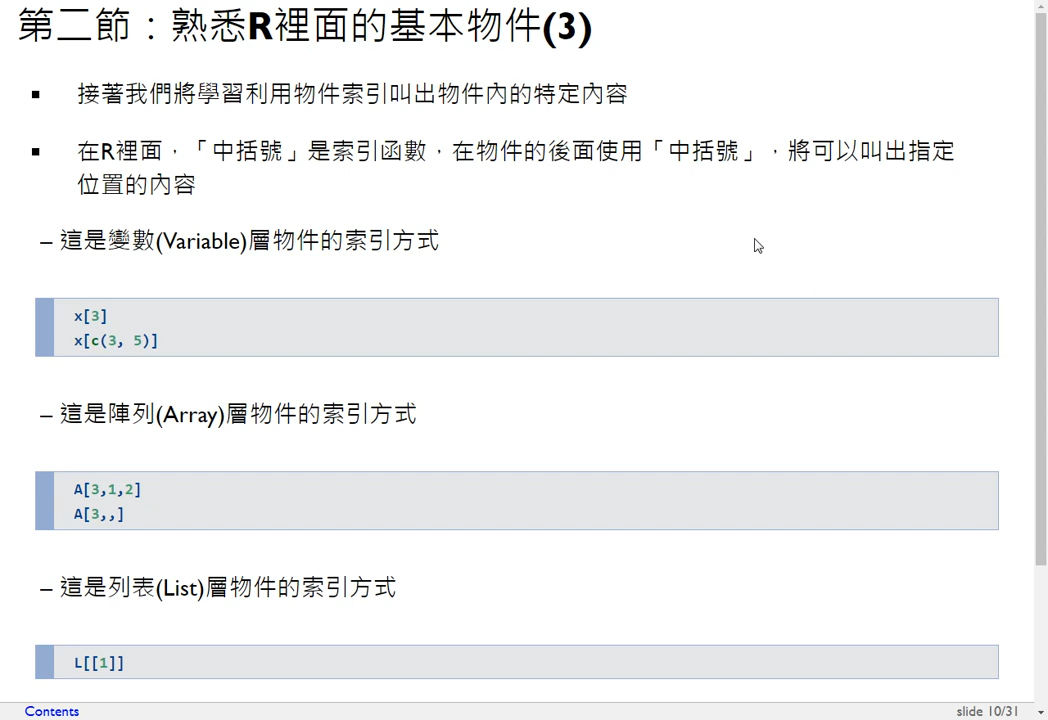 第二節：熟悉R裡面的基本物件(3)
▪ 接著我們將學習利用物件索引叫出物件內的特定內容
▪ 在R裡面，「中括號」是索引函數，在物件的後面使用「中括號」，將可以叫出指定
位置的內容
– 這是變數(Variable)層物件的索引方式
x[3]
x[c(3, 5)]
– 這是陣列(Array)層物件的索引方式
A[3,1,2]
A[3,,]
– 這是列表(List)層物件的索引方式
L[[1]]
Contents
slide 10/31